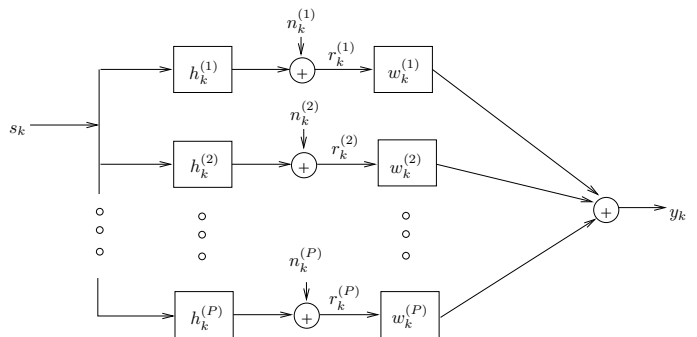 n_k^{(1)}
h_k^{(1)} + r_k^{(1)} w_k^{(1)}
s_k
n_k^{(2)}
h_k^{(2)} + r_k^{(2)} w_k^{(2)}
+ y_k
n_k^{(P)}
h_k^{(P)} + r_k^{(P)} w_k^{(P)}